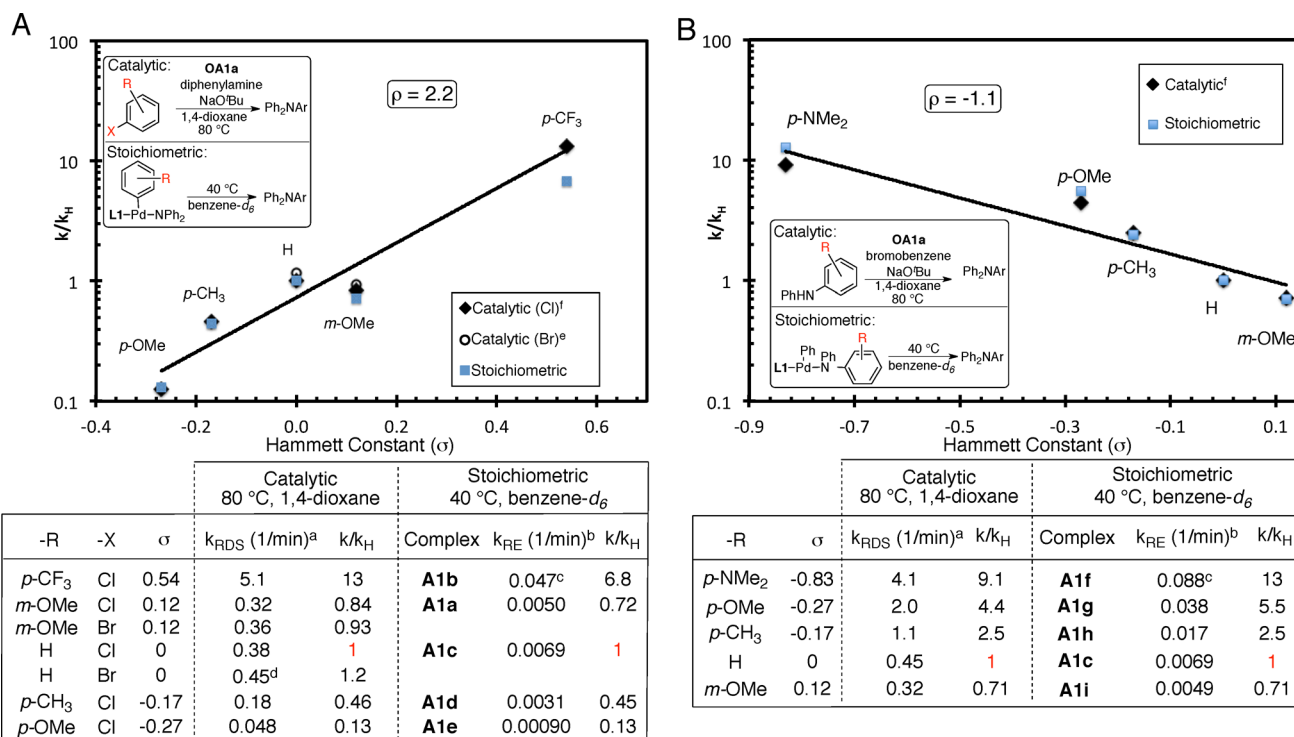 A
100
10
1
0.1
k/kH
-0.4
-0.2
0.0
0.2
0.4
0.6
Hammett Constant (σ)
Catalytic:
R
X
OA1a
diphenylamine
NaOtBu
1,4-dioxane
80 °C
Ph2NAr
Stoichiometric:
R
L1–Pd–NPh2
40 °C
benzene-d6
Ph2NAr
ρ = 2.2
p-CF3
H
p-CH3
m-OMe
p-OMe
Catalytic (Cl)f
Catalytic (Br)e
Stoichiometric
Catalytic Stoichiometric
80 °C, 1,4-dioxane 40 °C, benzene-d6
-R -X σ kRDS (1/min)a k/kH Complex kRE (1/min)b k/kH
p-CF3 Cl 0.54 5.1 13 A1b 0.047c 6.8
m-OMe Cl 0.12 0.32 0.84 A1a 0.0050 0.72
m-OMe Br 0.12 0.36 0.93
H Cl 0 0.38 1 A1c 0.0069 1
H Br 0 0.45d 1.2
p-CH3 Cl -0.17 0.18 0.46 A1d 0.0031 0.45
p-OMe Cl -0.27 0.048 0.13 A1e 0.00090 0.13
B
100
10
1
0.1
k/kH
-0.9
-0.7
-0.5
-0.3
-0.1
0.1
Hammett Constant (σ)
ρ = -1.1
Catalyticf
Stoichiometric
p-NMe2
p-OMe
p-CH3
H
m-OMe
Catalytic:
R
PhHN
OA1a
bromobenzene
NaOtBu
1,4-dioxane
80 °C
Ph2NAr
Stoichiometric:
R
Ph
Ph
L1–Pd–N
40 °C
benzene-d6
Ph2NAr
Catalytic Stoichiometric
80 °C, 1,4-dioxane 40 °C, benzene-d6
-R σ kRDS (1/min)a k/kH Complex kRE (1/min)b k/kH
p-NMe2 -0.83 4.1 9.1 A1f 0.088c 13
p-OMe -0.27 2.0 4.4 A1g 0.038 5.5
p-CH3 -0.17 1.1 2.5 A1h 0.017 2.5
H 0 0.45 1 A1c 0.0069 1
m-OMe 0.12 0.32 0.71 A1i 0.0049 0.71